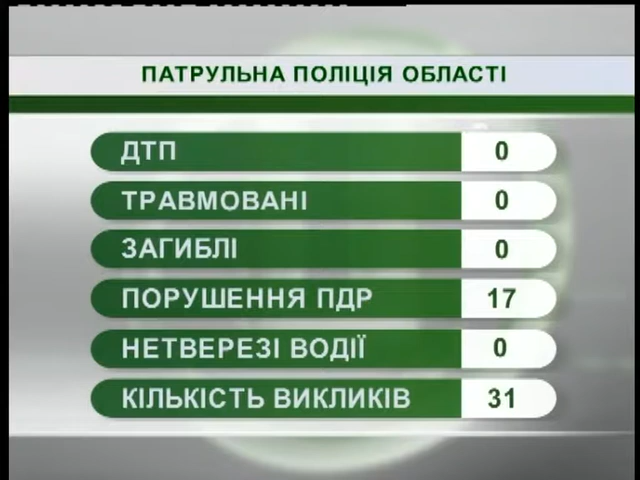 ПАТРУЛЬНА ПОЛІЦІЯ ОБЛАСТІ
ДТП 0
ТРАВМОВАНІ 0
ЗАГИБЛІ 0
ПОРУШЕННЯ ПДР 17
НЕТВЕРЕЗІ ВОДІЇ 0
КІЛЬКІСТЬ ВИКЛИКІВ 31